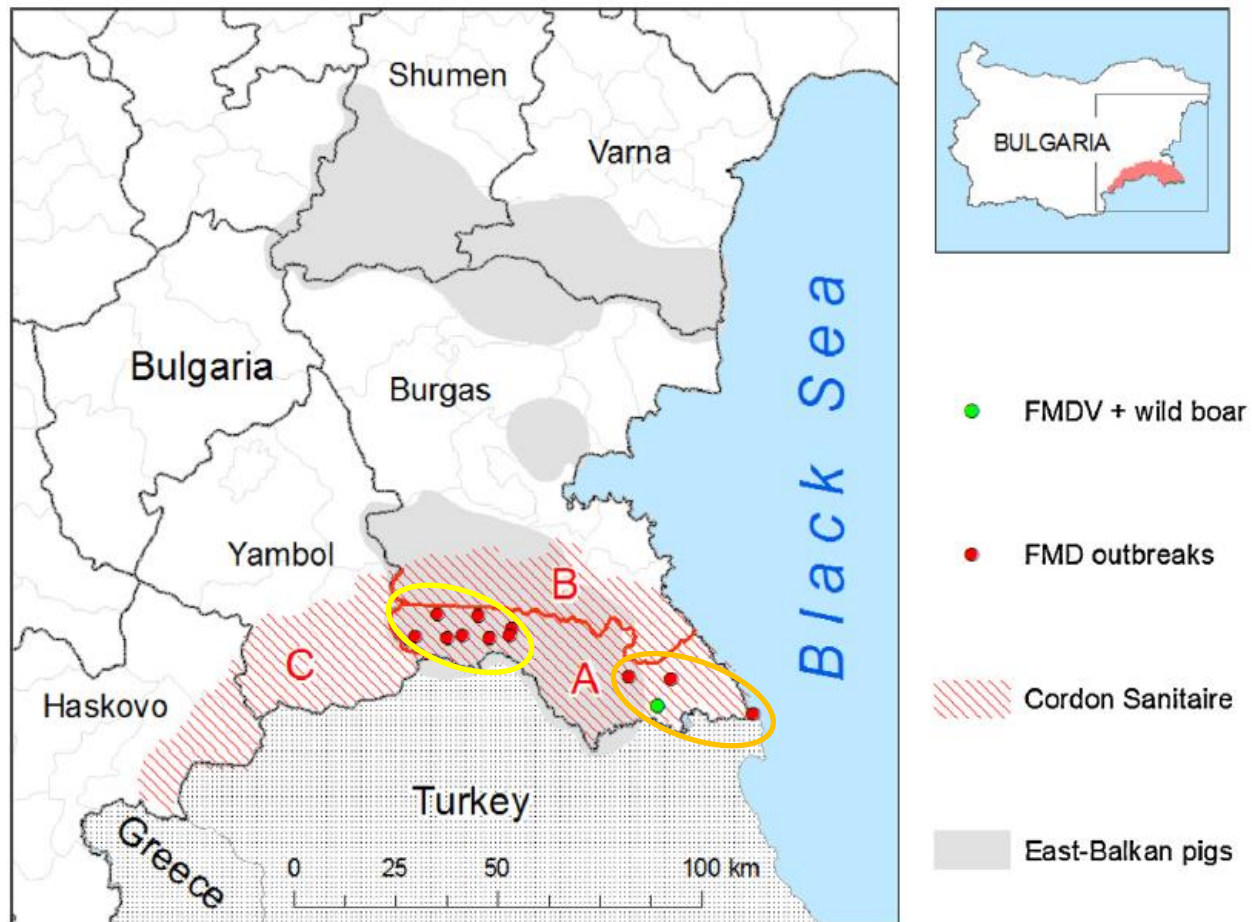 Shumen
Varna
Bulgaria
Burgas
Yambol
Haskovo
B
C
A
Turkey
Greece
Black Sea
0 25 50 100 km
BULGARIA
FMDV + wild boar
FMD outbreaks
Cordon Sanitaire
East-Balkan pigs